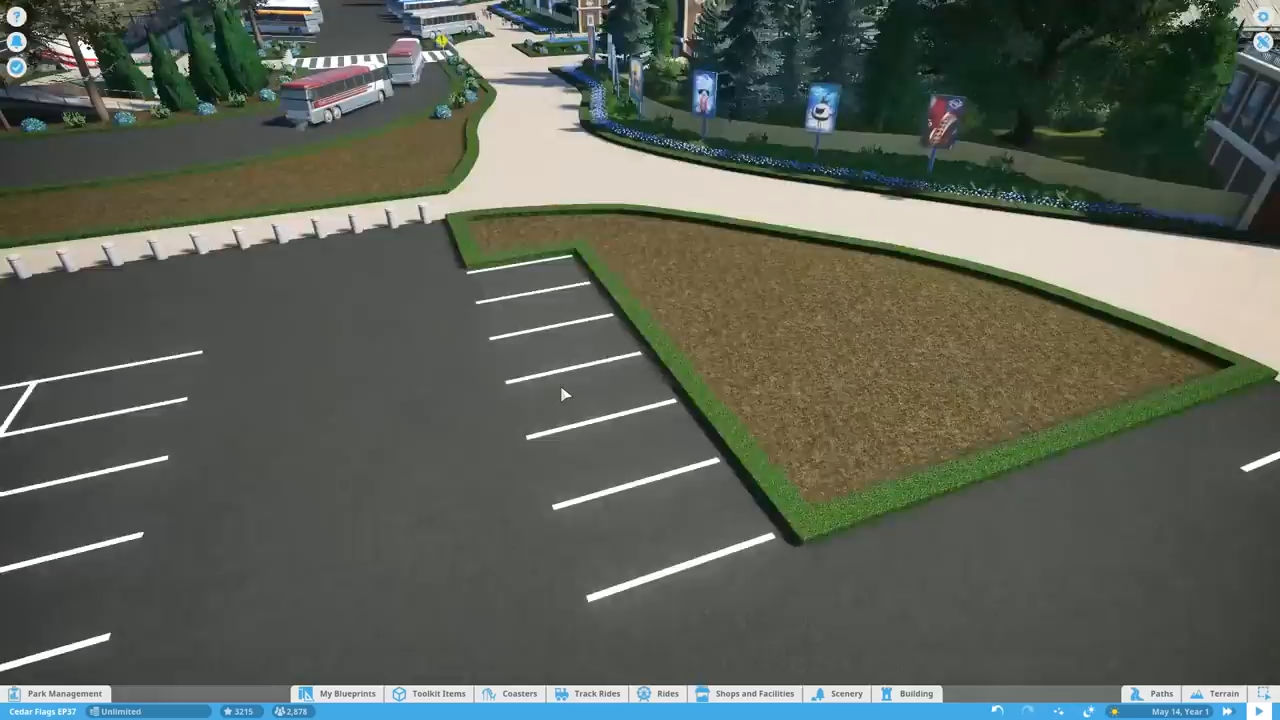 ?
Park Management
My Blueprints
Toolkit Items
Coasters
Track Rides
Rides
Shops and Facilities
Scenery
Building
Paths
Terrain
Cedar Flags EP37
Unlimited
3215
2,878
May 14, Year 1